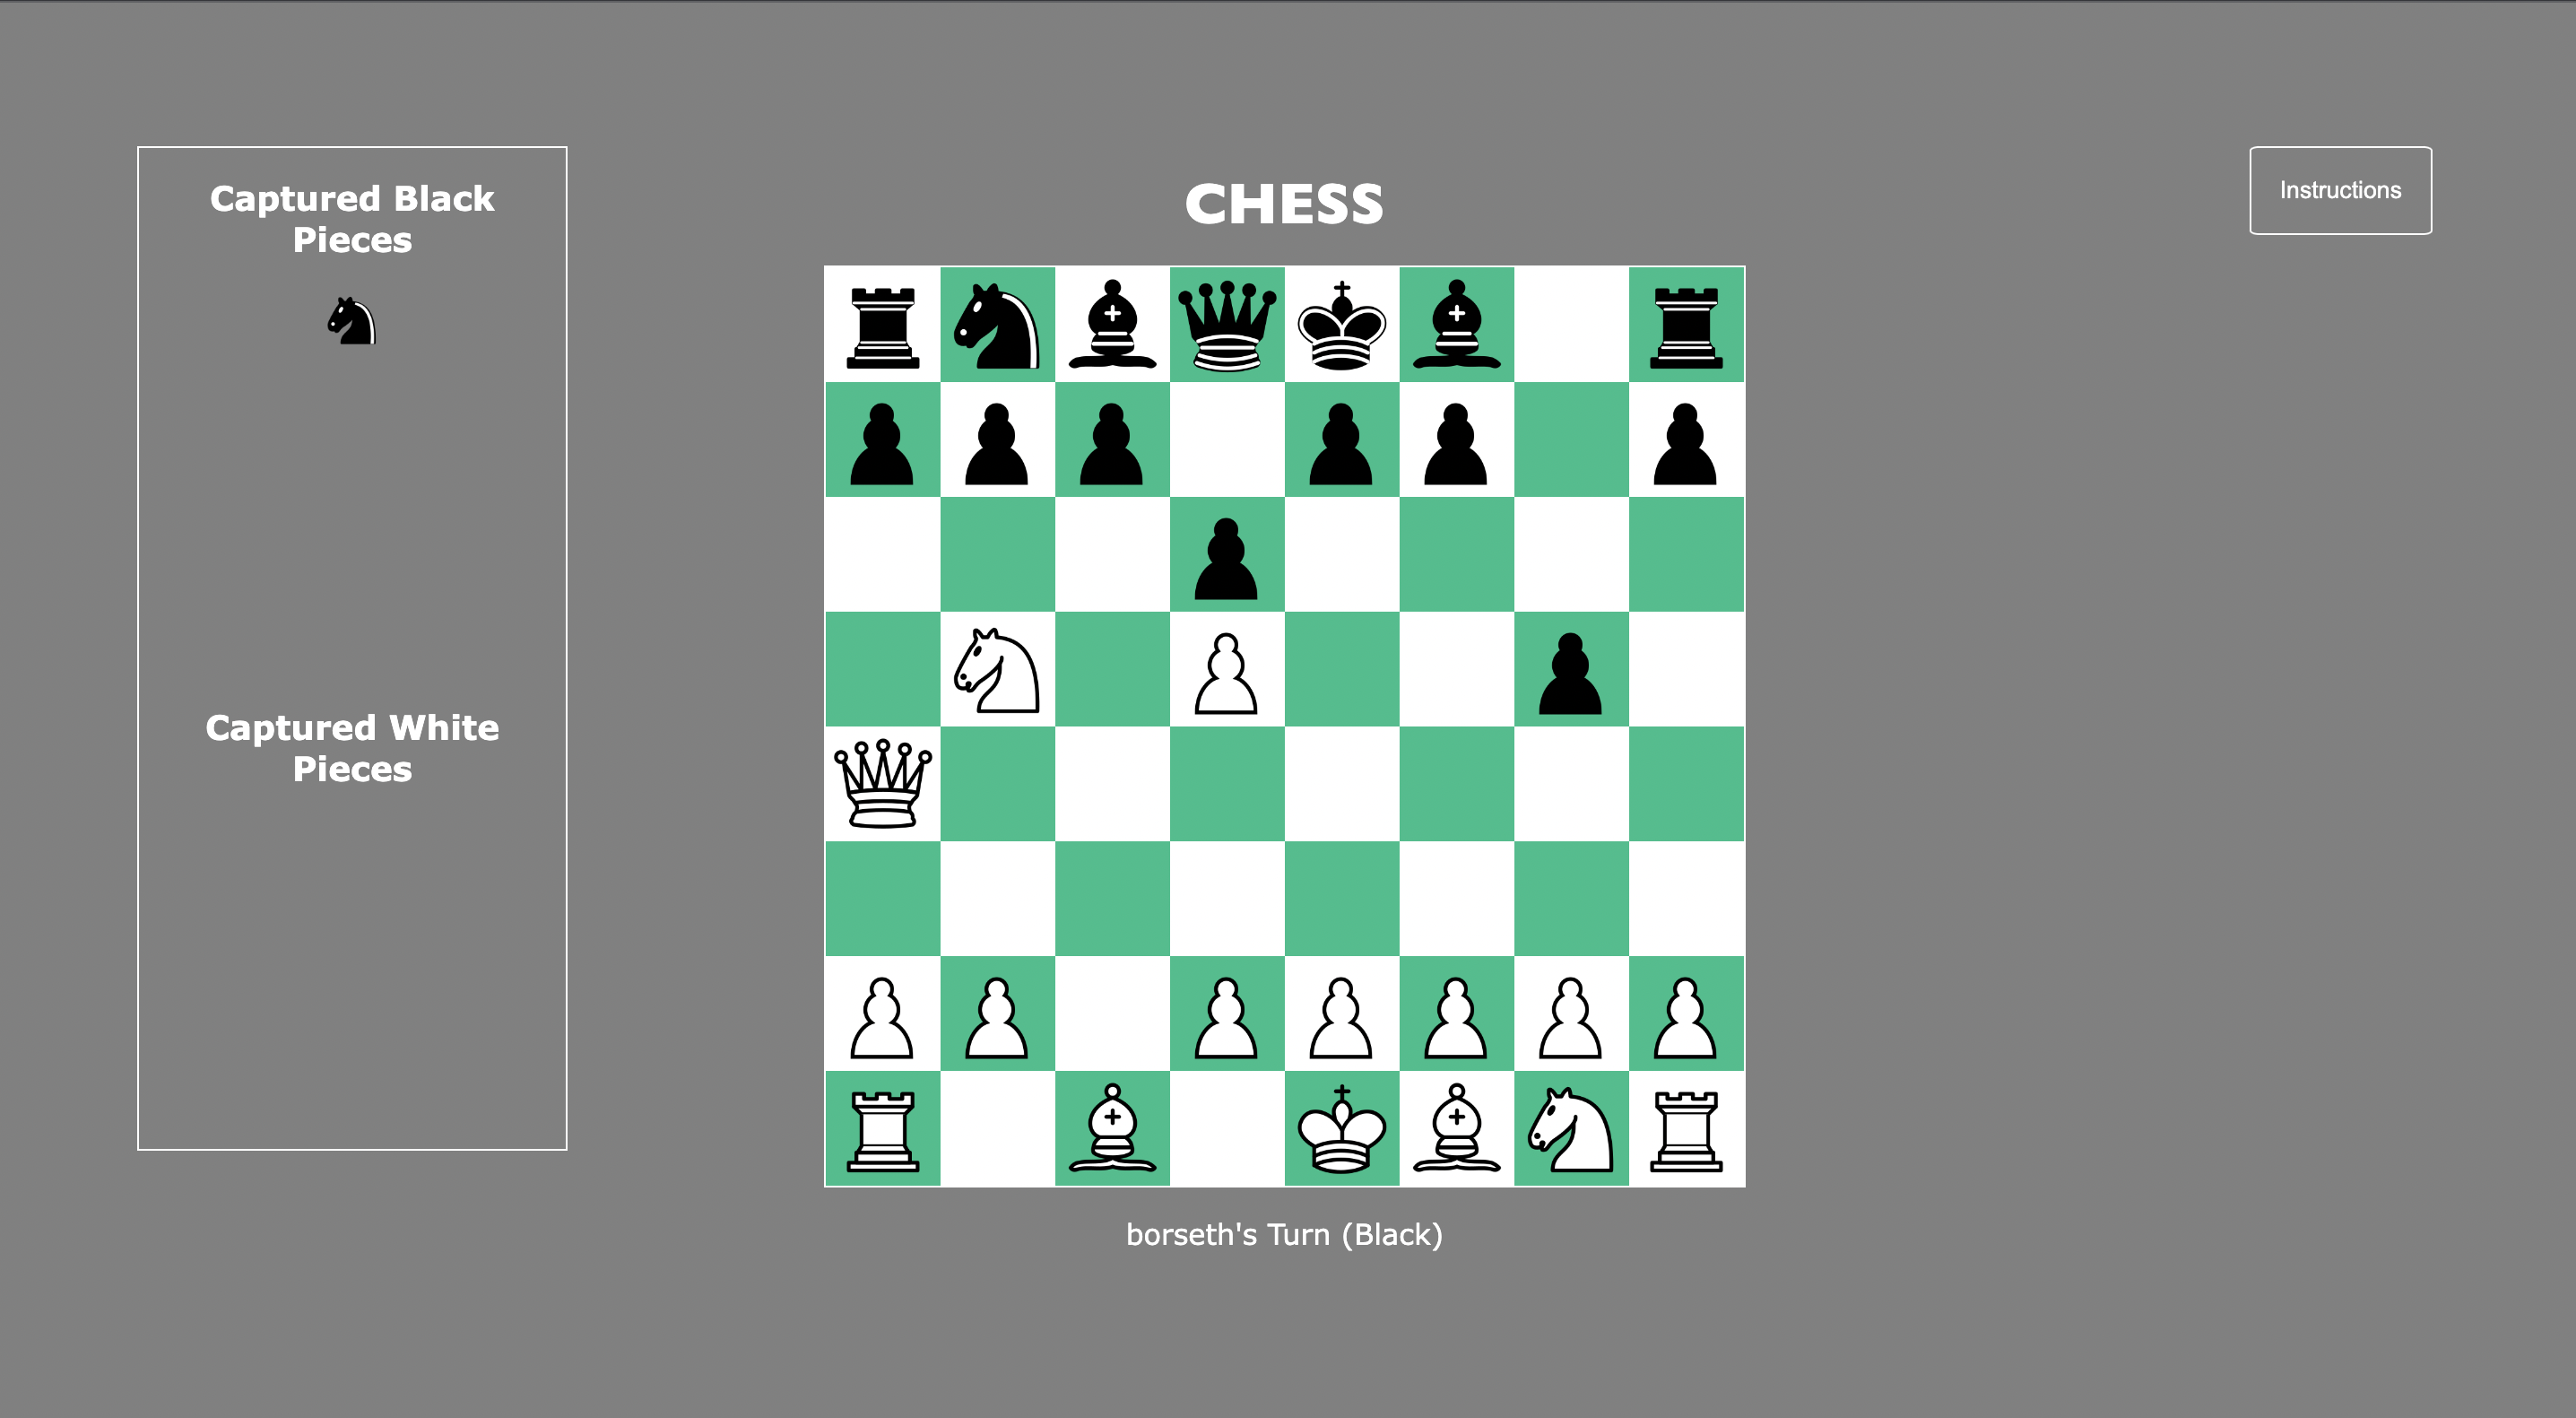 Captured Black
Pieces
CHESS
Instructions
Captured White
Pieces
borseth's Turn (Black)